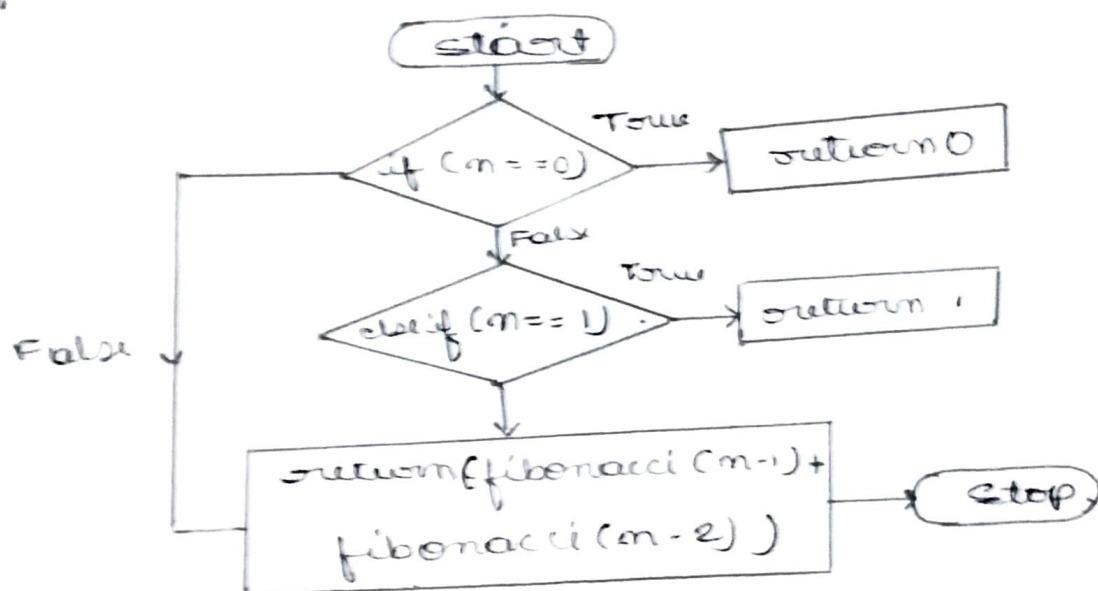 start
True
if (n==0)
return 0
False
True
else if (n==1)
return 1
False
return (fibonacci(n-1)+
fibonacci(n-2))
stop